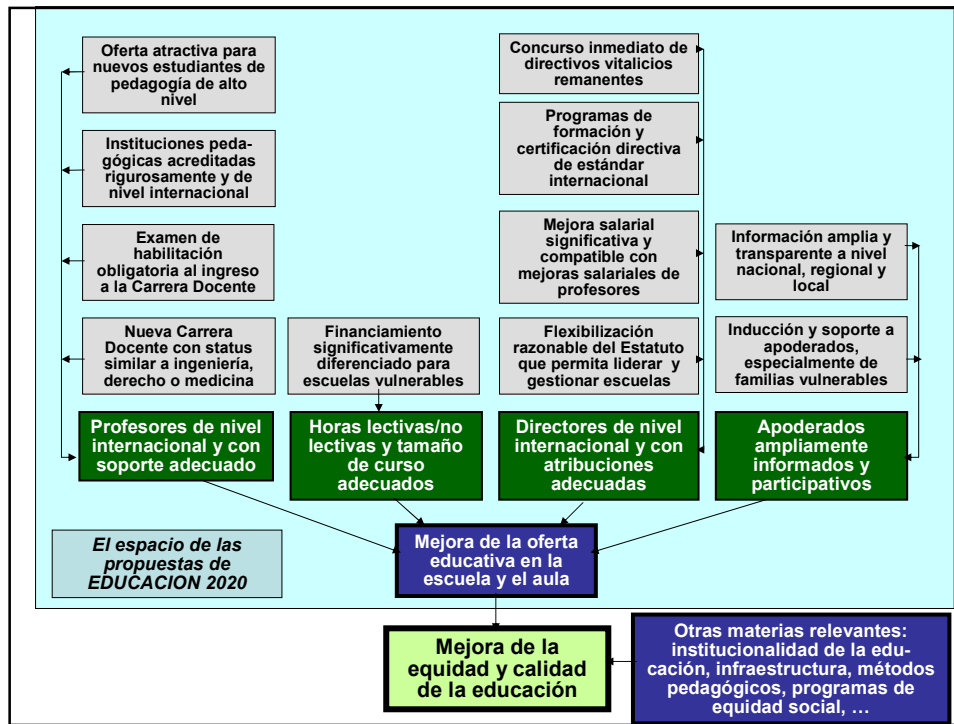 Oferta atractiva para
nuevos estudiantes de
pedagogía de alto
nivel
Instituciones peda-
gógicas acreditadas
rigurosamente y de
nivel internacional
Examen de
habilitación
obligatoria al ingreso
a la Carrera Docente
Nueva Carrera
Docente con status
similar a ingeniería,
derecho o medicina
Profesores de nivel
internacional y con
soporte adecuado
Financiamiento
significativamente
diferenciado para
escuelas vulnerables
Horas lectivas/no
lectivas y tamaño
de curso
adecuados
Concurso inmediato de
directivos vitalicios
remanentes
Programas de
formación y
certificación directiva
de estándar
internacional
Mejora salarial
significativa y
compatible con
mejoras salariales de
profesores
Flexibilización
razonable del Estatuto
que permita liderar y
gestionar escuelas
Directores de nivel
internacional y con
atribuciones
adecuadas
Información amplia y
transparente a nivel
nacional, regional y
local
Inducción y soporte a
apoderados,
especialmente de
familias vulnerables
Apoderados
ampliamente
informados y
participativos
El espacio de las
propuestas de
EDUCACION 2020
Mejora de la oferta
educativa en la
escuela y el aula
Mejora de la
equidad y calidad
de la educación
Otras materias relevantes:
institucionalidad de la edu-
cación, infraestructura, métodos
pedagógicos, programas de
equidad social, …